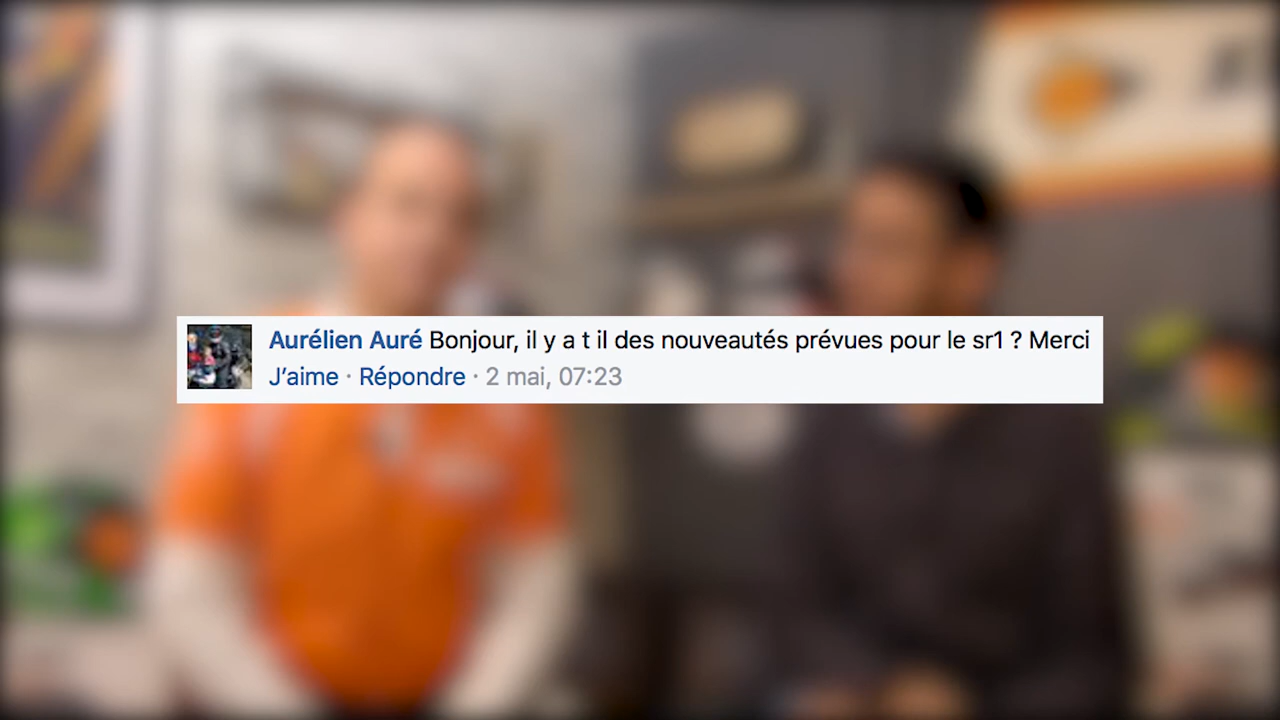 Aurélien Auré Bonjour, il y a t il des nouveautés prévues pour le sr1 ? Merci
J'aime · Répondre · 2 mai, 07:23